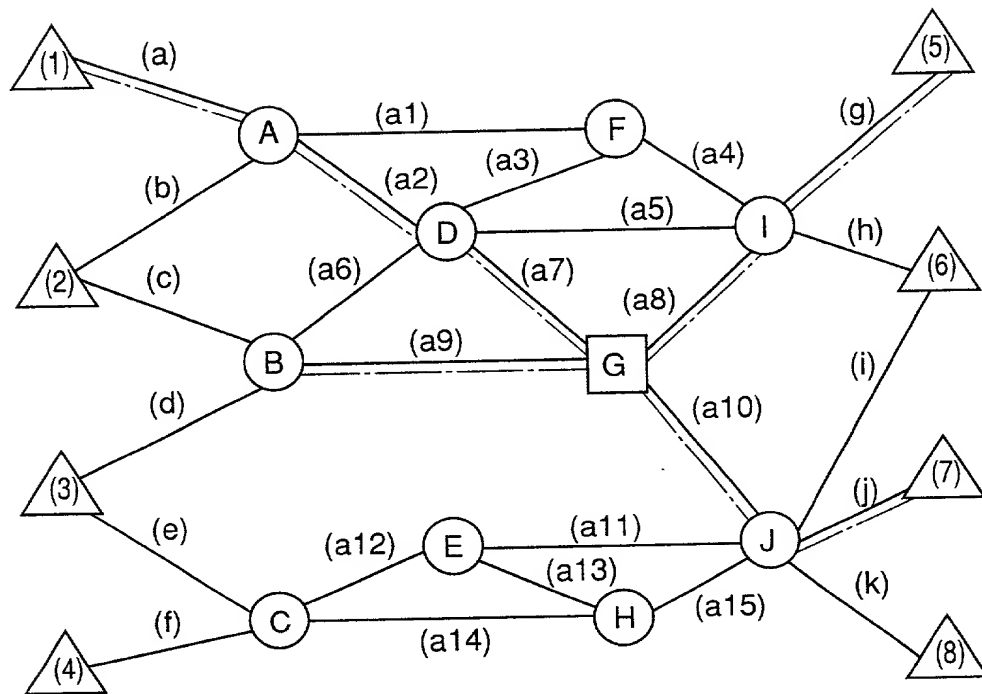 (1)
(a)
(5)
A
(a1)
F
(g)
(a3)
(a4)
(b)
(a2)
D
(a5)
I
(h)
(2)
(c)
(a6)
(a7)
(a8)
(6)
B
(a9)
G
(i)
(d)
(a10)
(3)
(7)
(j)
(e)
(a12)
E
(a11)
J
(a13)
(k)
(f)
C
(a14)
H
(a15)
(4)
(8)